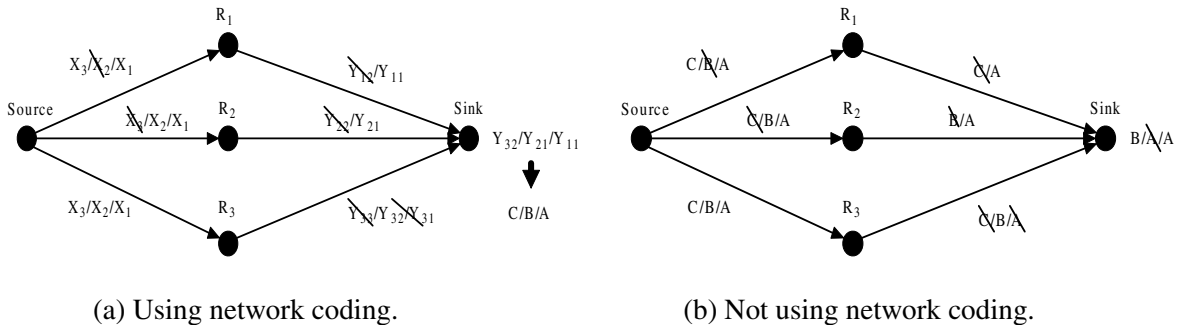 R1
X3/X2/X1
Y12/Y11
Source
R2
Sink
X3/X2/X1
Y22/Y21
Y32/Y21/Y11
X3/X2/X1
R3
Y33/Y32/Y31
C/B/A
(a) Using network coding.
R1
C/B/A
C/A
Source
R2
Sink
C/B/A
B/A
B/A/A
C/B/A
R3
C/B/A
(b) Not using network coding.